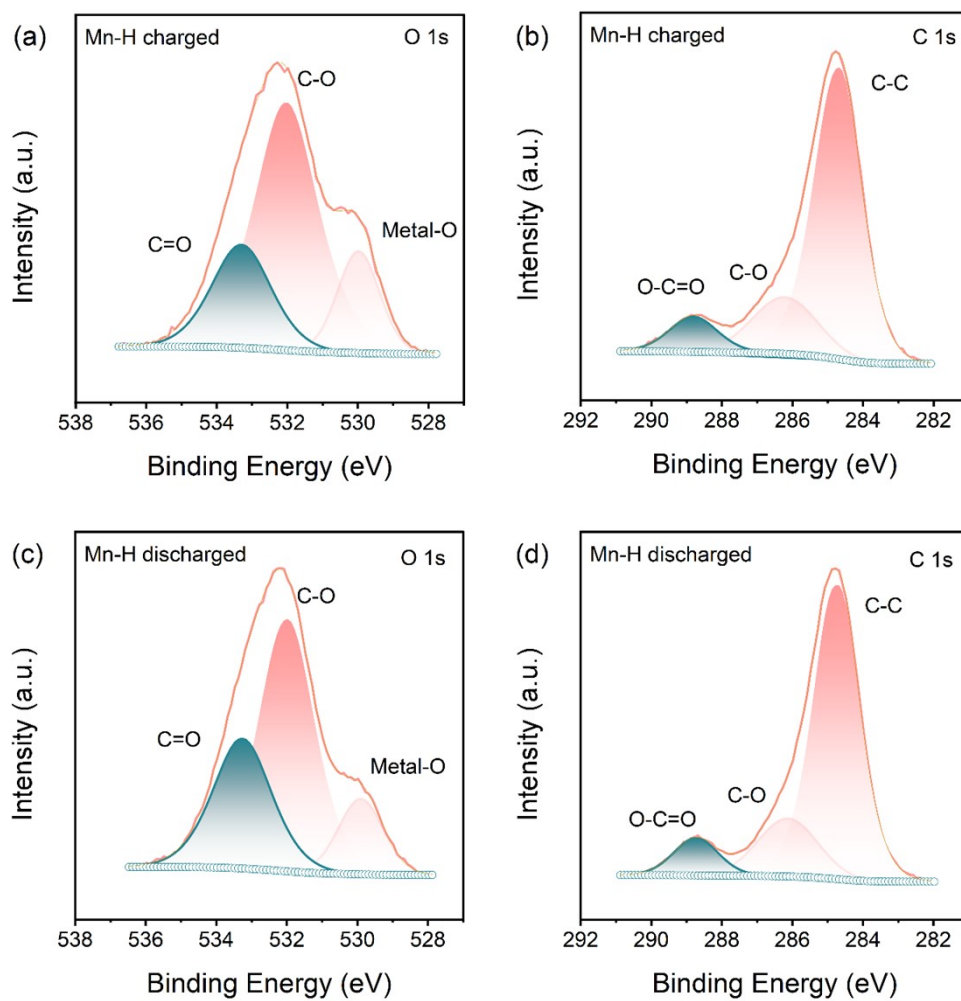 (a)
Mn-H charged
O 1s
C-O
C=O
Metal-O
Intensity (a.u.)
538 536 534 532 530 528
Binding Energy (eV)
(b)
Mn-H charged
C 1s
C-C
C-O
O-C=O
Intensity (a.u.)
292 290 288 286 284 282
Binding Energy (eV)
(c)
Mn-H discharged
O 1s
C-O
C=O
Metal-O
Intensity (a.u.)
538 536 534 532 530 528
Binding Energy (eV)
(d)
Mn-H discharged
C 1s
C-C
C-O
O-C=O
Intensity (a.u.)
292 290 288 286 284 282
Binding Energy (eV)